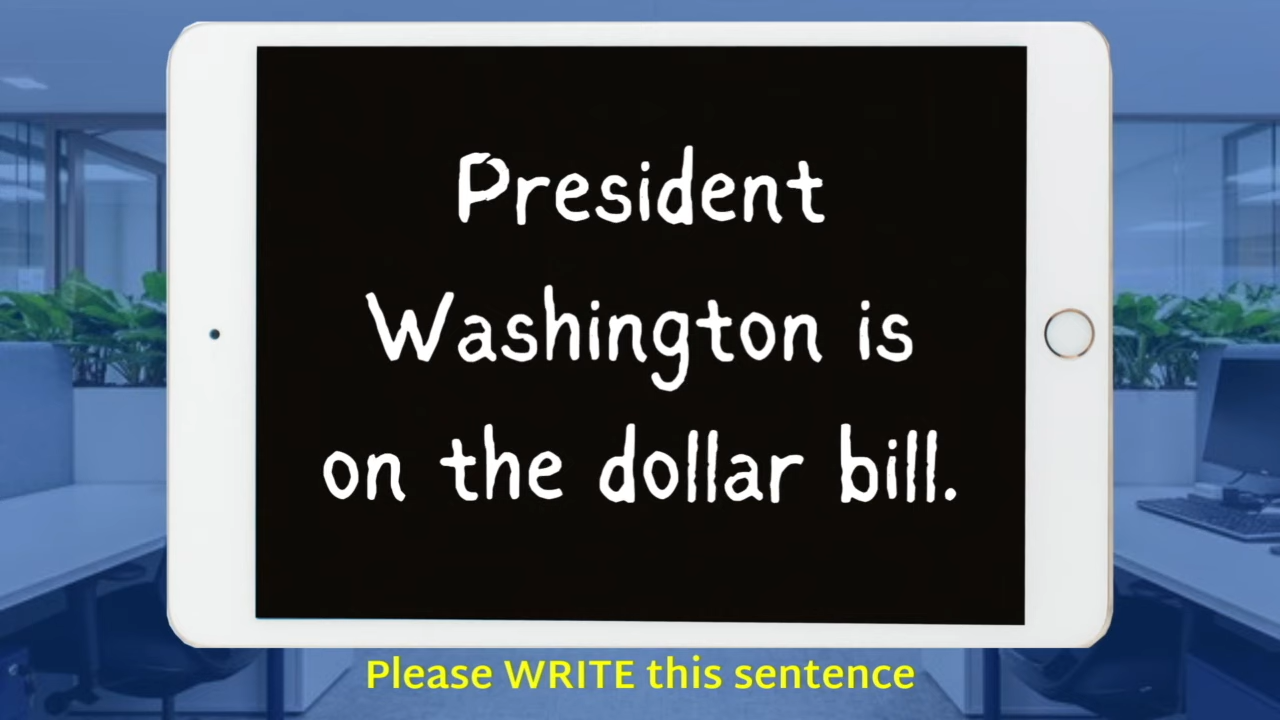 President
Washington is
on the dollar bill.
Please WRITE this sentence